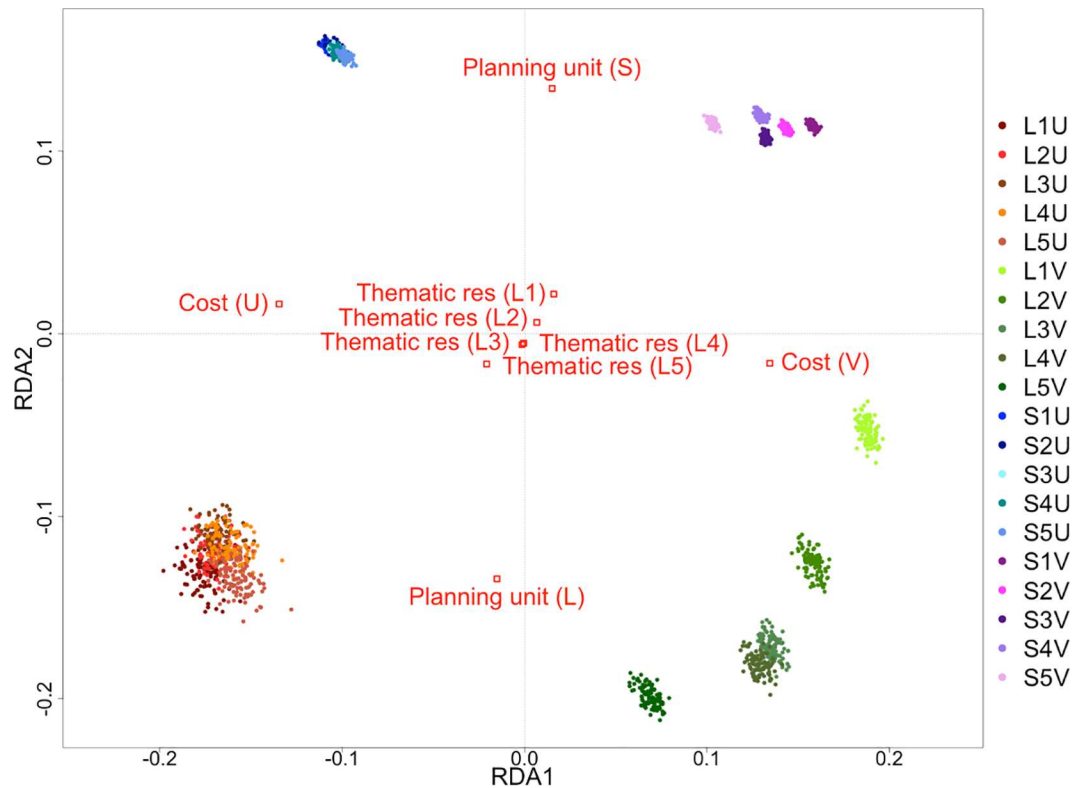 Planning unit (S)
0.1
Thematic res (L1)
Cost (U)
Thematic res (L2)
0.0
Thematic res (L3)
Thematic res (L4)
Thematic res (L5)
Cost (V)
RDA2
-0.1
Planning unit (L)
-0.2
-0.2
-0.1
0.0
0.1
0.2
RDA1
L1U
L2U
L3U
L4U
L5U
L1V
L2V
L3V
L4V
L5V
S1U
S2U
S3U
S4U
S5U
S1V
S2V
S3V
S4V
S5V